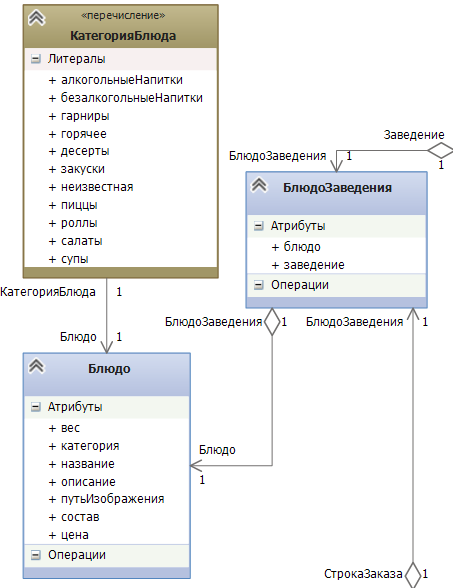 «перечисление»
КатегорияБлюда
Литералы
+ алкогольныеНапитки
+ безалкогольныеНапитки
+ гарниры
+ горячее
+ десерты
+ закуски
+ неизвестная
+ пиццы
+ роллы
+ салаты
+ супы
Заведение
1
БлюдоЗаведения 1
БлюдоЗаведения
Атрибуты
+ блюдо
+ заведение
Операции
КатегорияБлюда 1
Блюдо 1
БлюдоЗаведения 1
БлюдоЗаведения 1
Блюдо
Атрибуты
+ вес
+ категория
+ название
+ описание
+ путьИзображения
+ состав
+ цена
Операции
Блюдо
1
СтрокаЗаказа 1